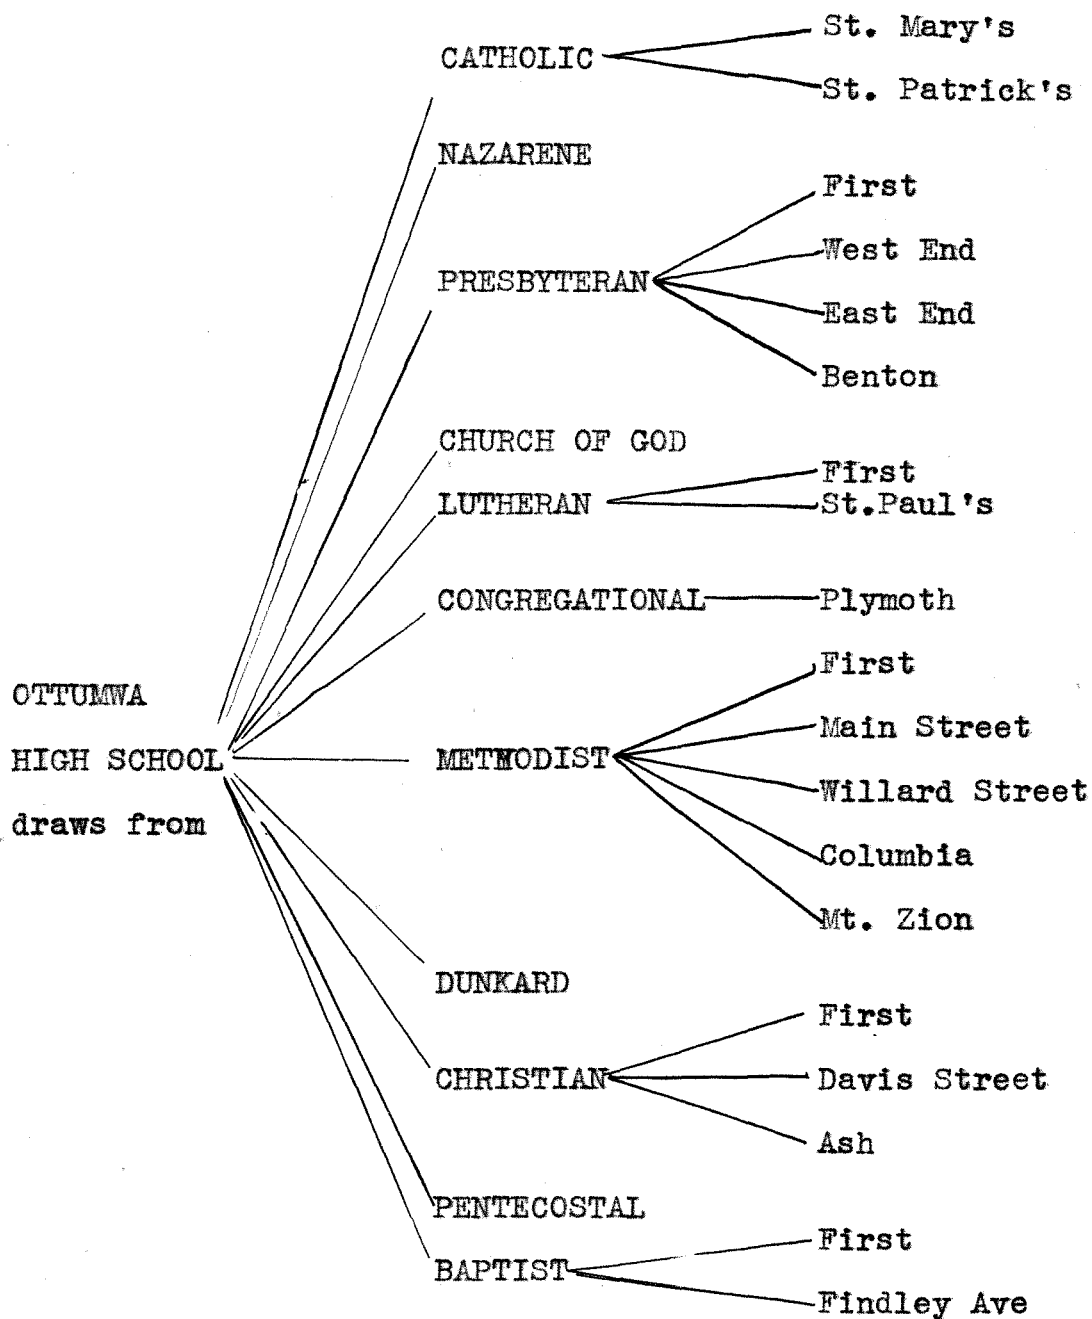 St. Mary's
CATHOLIC
St. Patrick's
NAZARENE
First
West End
PRESBYTERAN
East End
Benton
CHURCH OF GOD
First
LUTHERAN
St.Paul's
CONGREGATIONAL
Plymoth
First
OTTUMWA
Main Street
HIGH SCHOOL
METHODIST
Willard Street
draws from
Columbia
Mt. Zion
DUNKARD
First
CHRISTIAN
Davis Street
Ash
PENTECOSTAL
First
BAPTIST
Findley Ave